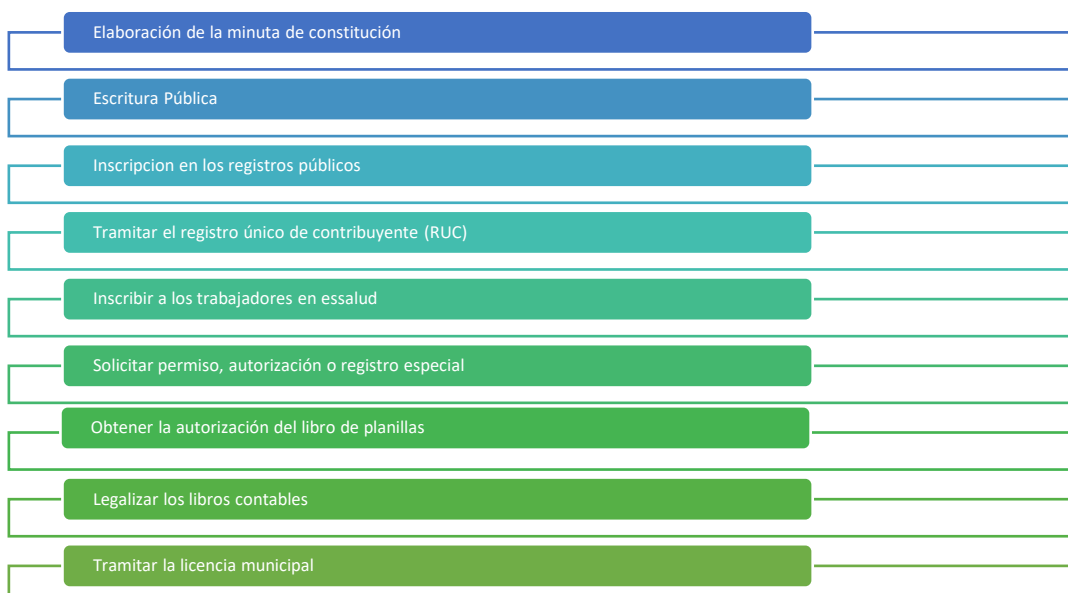 Elaboración de la minuta de constitución
Escritura Pública
Inscripcion en los registros públicos
Tramitar el registro único de contribuyente (RUC)
Inscribir a los trabajadores en essalud
Solicitar permiso, autorización o registro especial
Obtener la autorización del libro de planillas
Legalizar los libros contables
Tramitar la licencia municipal